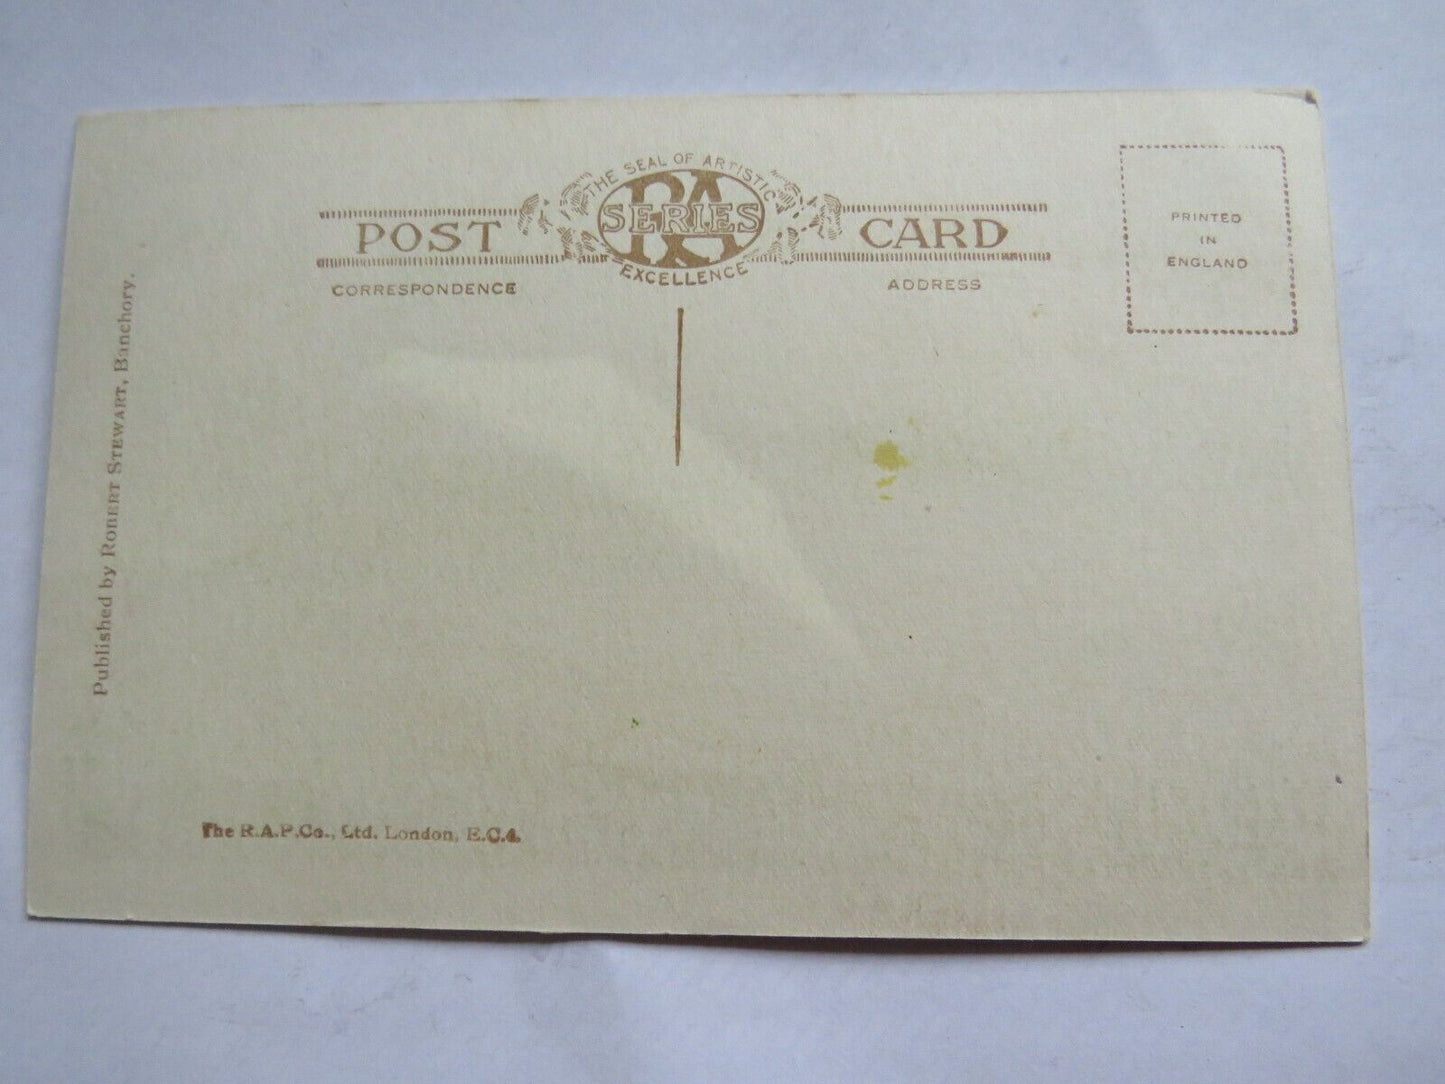 THE SEAL OF ARTISTIC
RA
SERIES
EXCELLENCE
POST CARD
CORRESPONDENCE
ADDRESS
PRINTED
IN
ENGLAND
Published by ROBERT STEWART, Banchory.
The R.A.P. Co., Ltd. London, E.C.4.